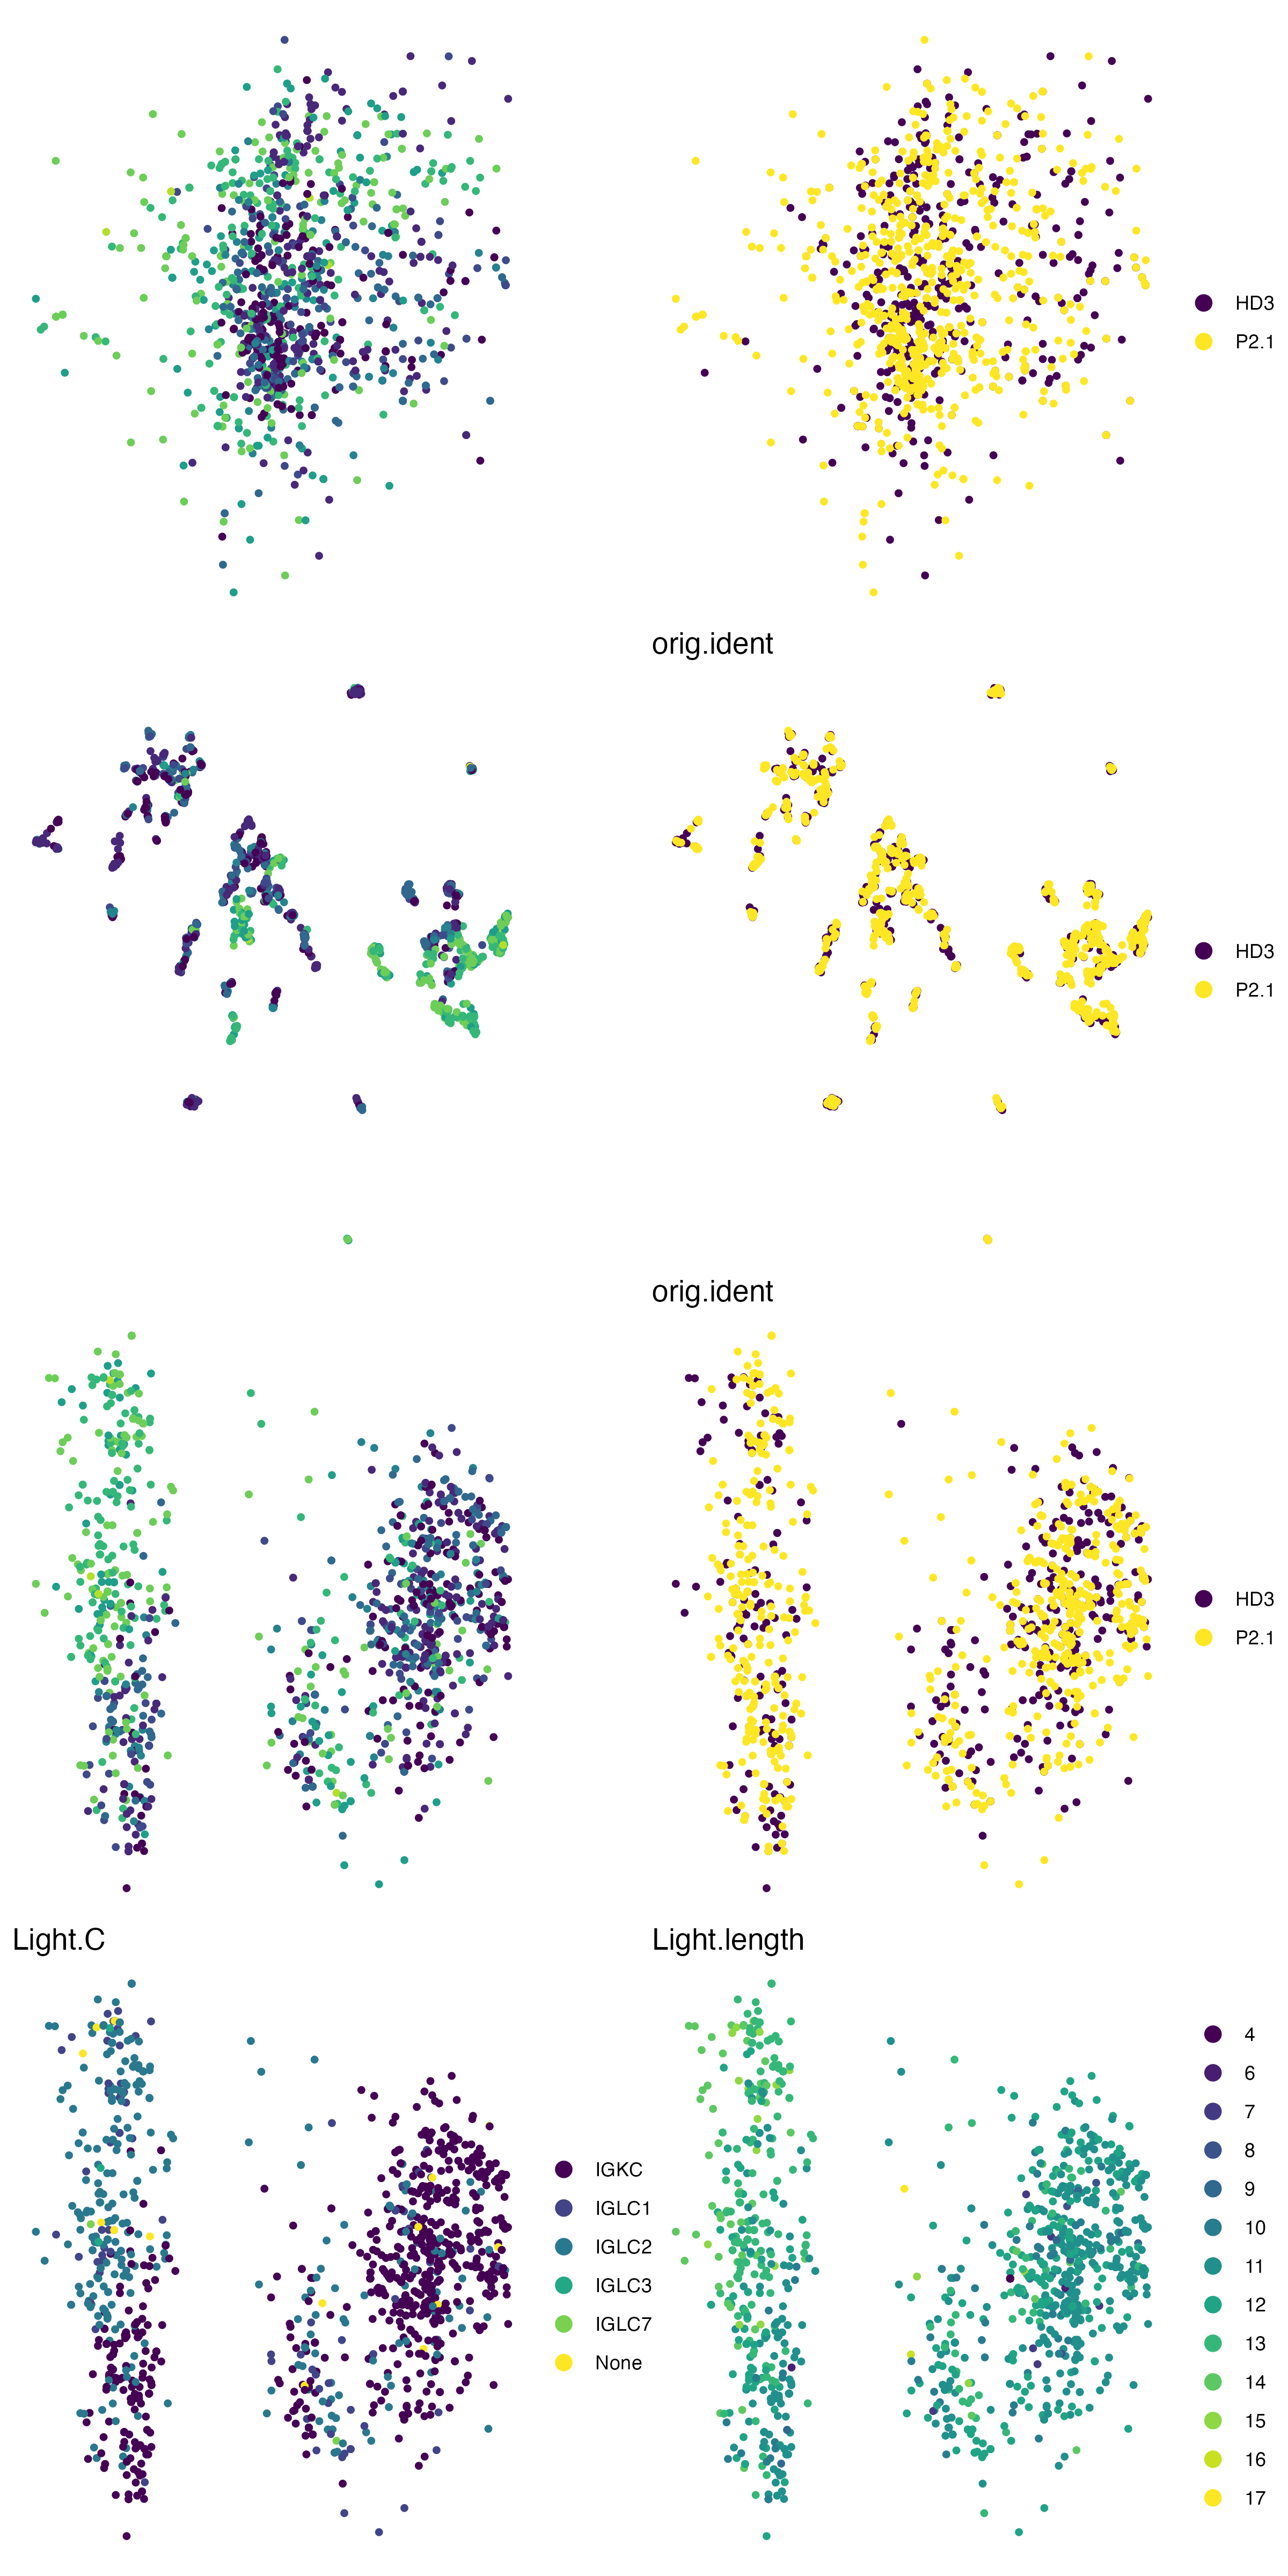 HD3
P2.1
orig.ident
HD3
P2.1
orig.ident
HD3
P2.1
Light.C
Light.length
IGKC
IGLC1
IGLC2
IGLC3
IGLC7
None
4
6
7
8
9
10
11
12
13
14
15
16
17